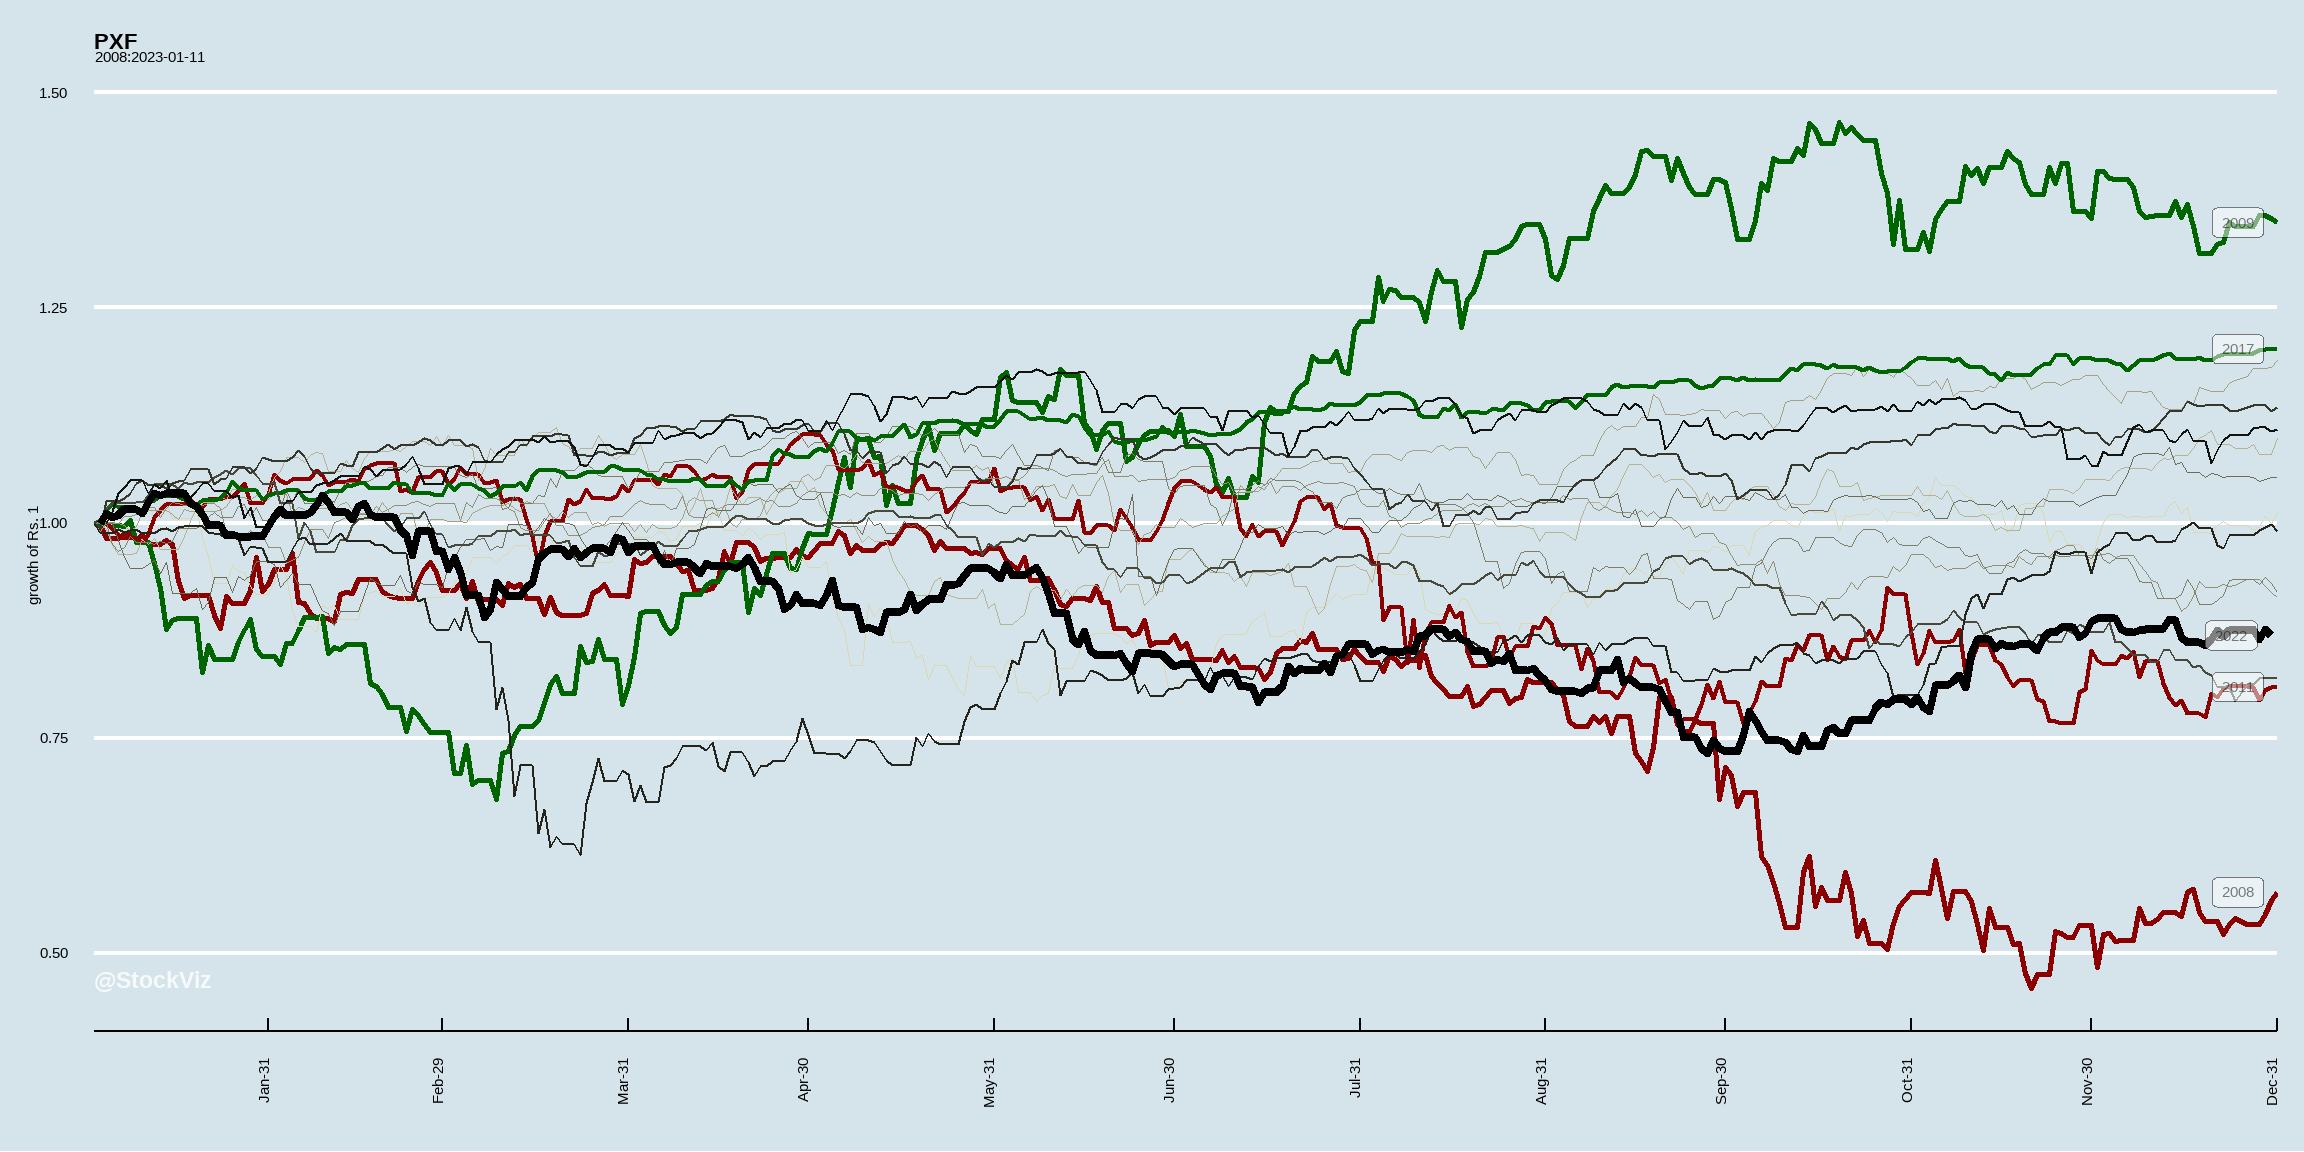 PXF
2008:2023-01-11
1.50
1.25
1.00
0.75
0.50
growth of Rs. 1
2009
2017
2022
2011
2008
@StockViz
Jan-31
Feb-29
Mar-31
Apr-30
May-31
Jun-30
Jul-31
Aug-31
Sep-30
Oct-31
Nov-30
Dec-31